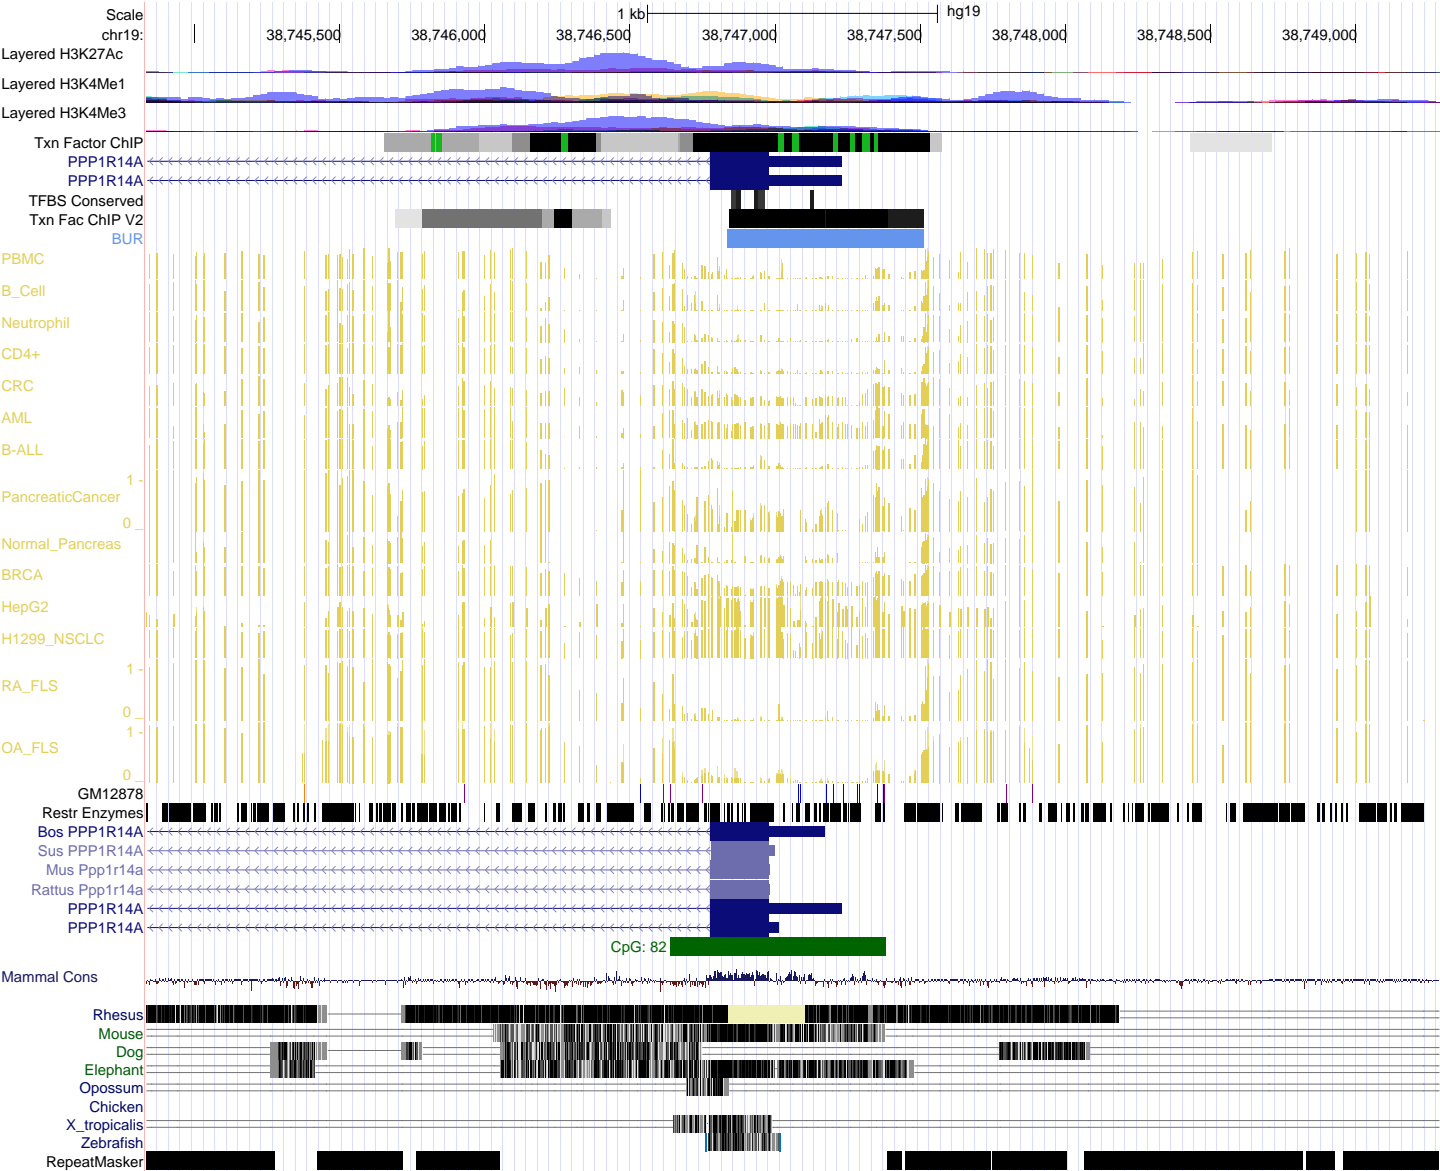 Scale 1 kb hg19
chr19: 38,745,500 38,746,000 38,746,500 38,747,000 38,747,500 38,748,000 38,748,500 38,749,000
Layered H3K27Ac
Layered H3K4Me1
Layered H3K4Me3
Txn Factor ChIP
PPP1R14A
PPP1R14A
TFBS Conserved
Txn Fac ChIP V2
BUR
PBMC
B_Cell
Neutrophil
CD4+
CRC
AML
B-ALL
1 -
PancreaticCancer
0 _
Normal_Pancreas
BRCA
HepG2
H1299_NSCLC
1 -
RA_FLS
0 _
1 -
OA_FLS
0 _
GM12878
Restr Enzymes
Bos PPP1R14A
Sus PPP1R14A
Mus Ppp1r14a
Rattus Ppp1r14a
PPP1R14A
PPP1R14A
CpG: 82
Mammal Cons
Rhesus
Mouse
Dog
Elephant
Opossum
Chicken
X_tropicalis
Zebrafish
RepeatMasker